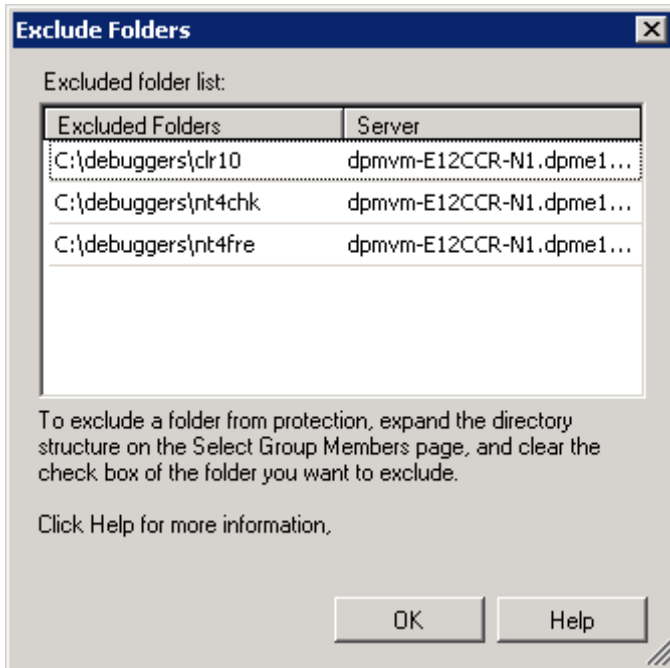 Exclude Folders
Excluded folder list:
Excluded Folders Server
C:\debuggers\clr10 dpmvm-E12CCR-N1.dpme1...
C:\debuggers\nt4chk dpmvm-E12CCR-N1.dpme1...
C:\debuggers\nt4fre dpmvm-E12CCR-N1.dpme1...
To exclude a folder from protection, expand the directory
structure on the Select Group Members page, and clear the
check box of the folder you want to exclude.
Click Help for more information,
OK Help